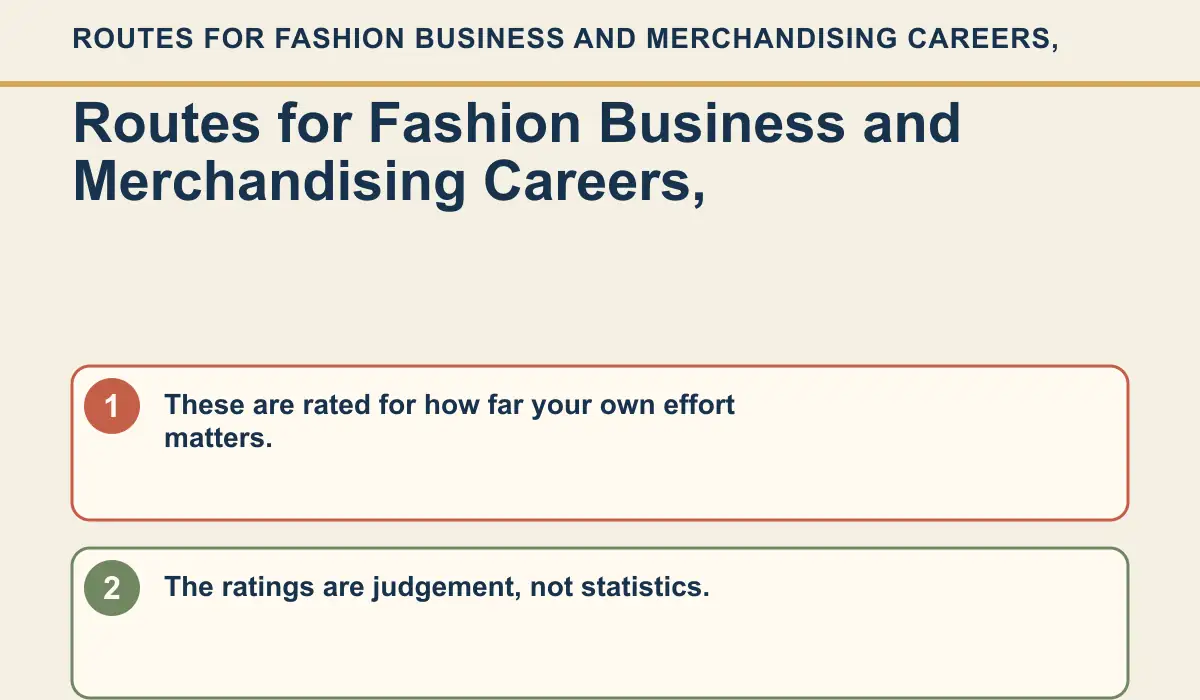 ROUTES FOR FASHION BUSINESS AND MERCHANDISING CAREERS,
Routes for Fashion Business and
Merchandising Careers,
1
These are rated for how far your own effort
matters.
2
The ratings are judgement, not statistics.